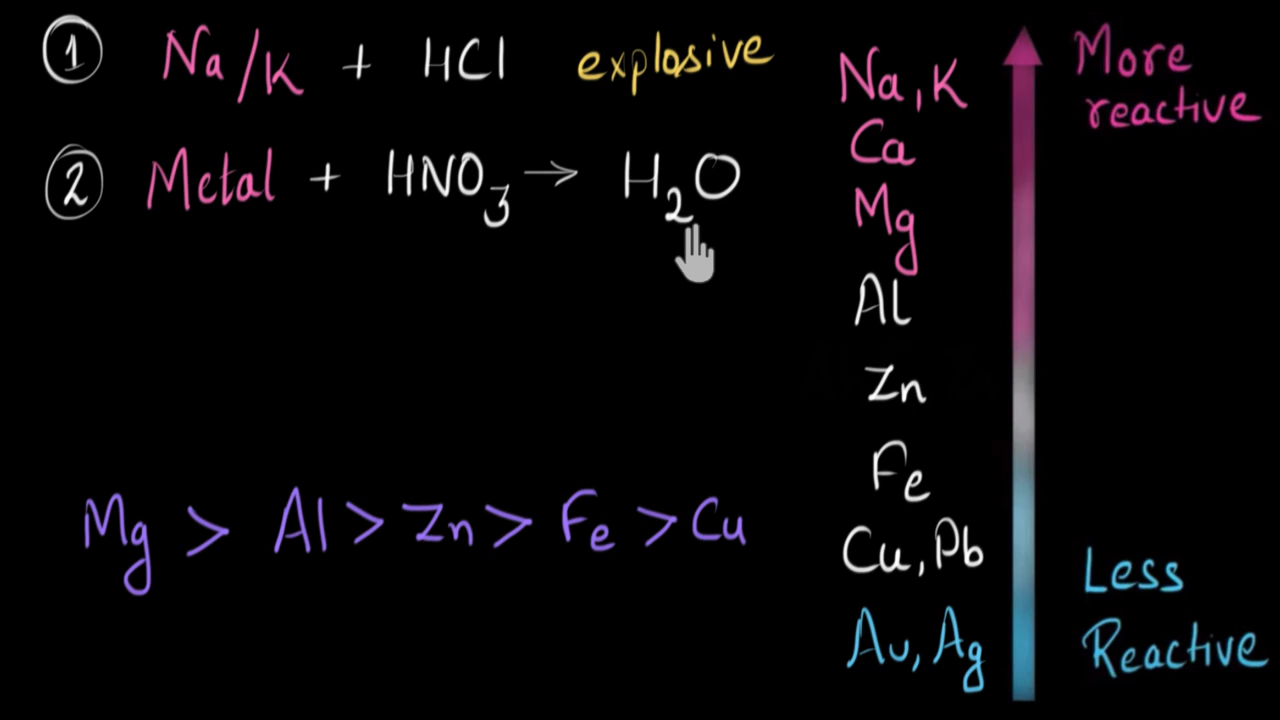 ① Na/K + HCl explosive
② Metal + HNO₃ → H₂O
Mg > Al > Zn > Fe > Cu
Na, K
Ca
Mg
Al
Zn
Fe
Cu, Pb
Au, Ag
More
reactive
Less
Reactive